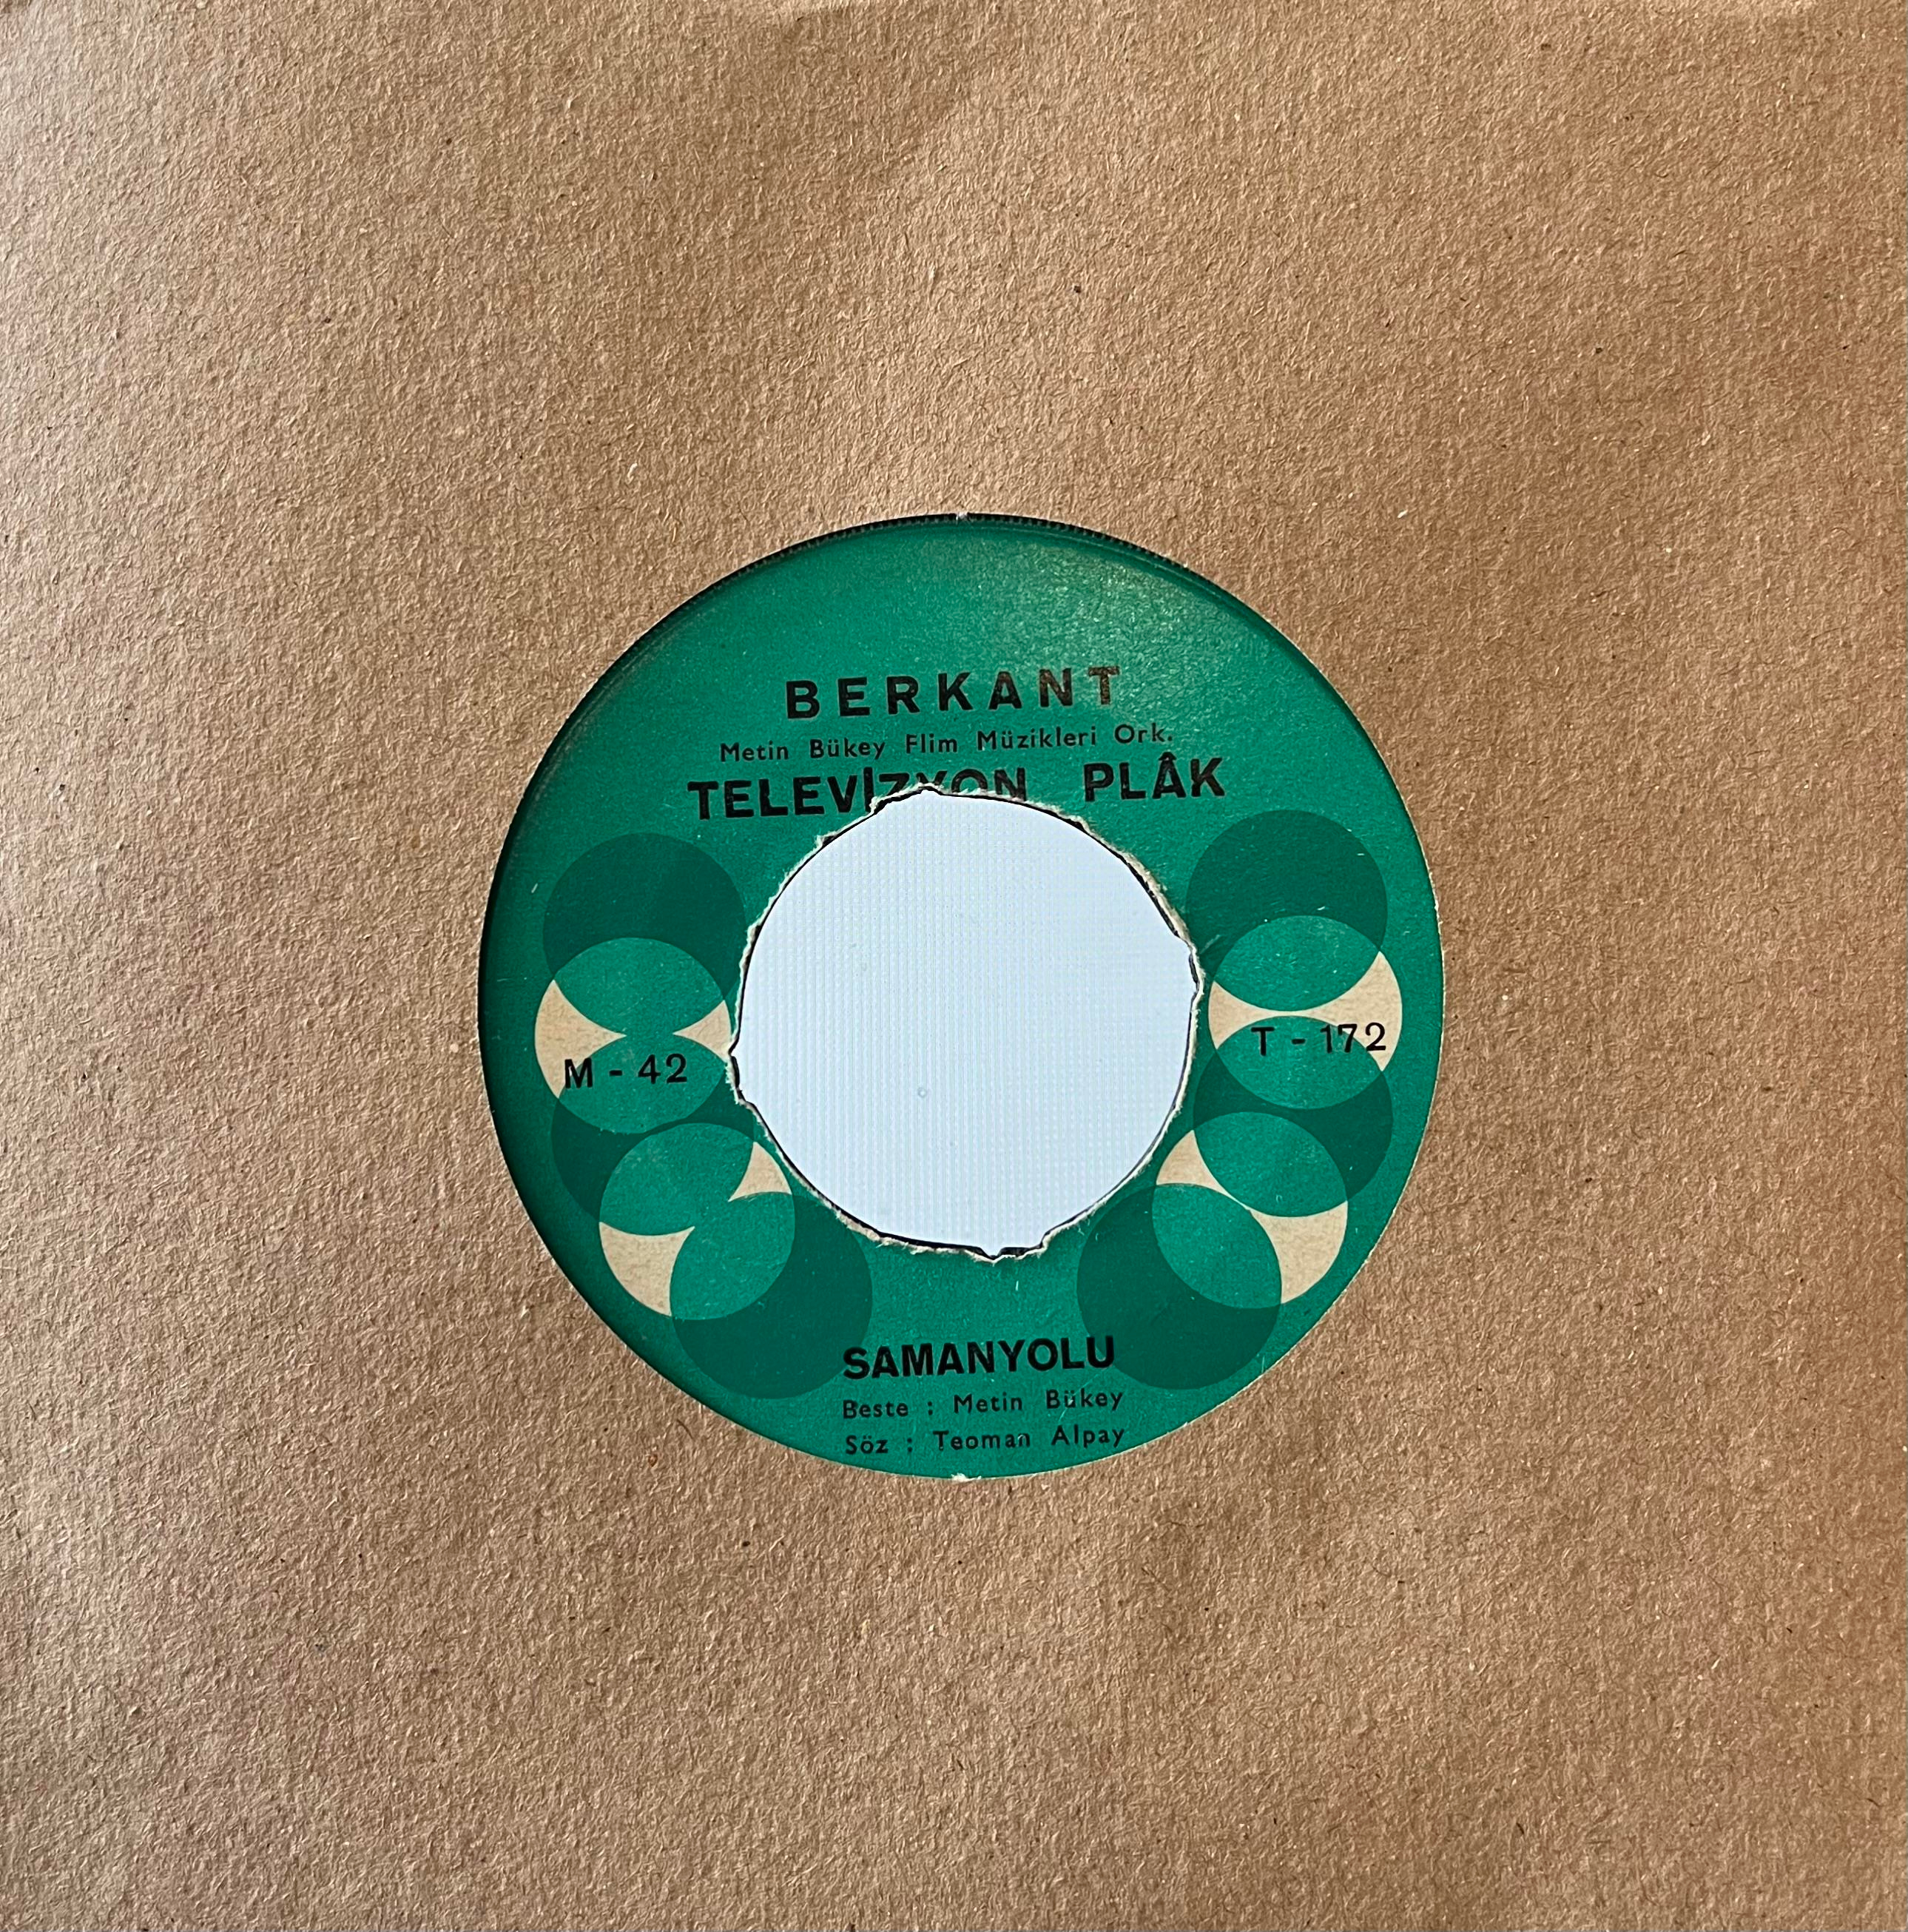 BERKANT
Metin Bükey Flim Müzikleri Ork.
TELEVİZYON PLÂK
M - 42
T - 172
SAMANYOLU
Beste : Metin Bükey
Söz : Teoman Alpay